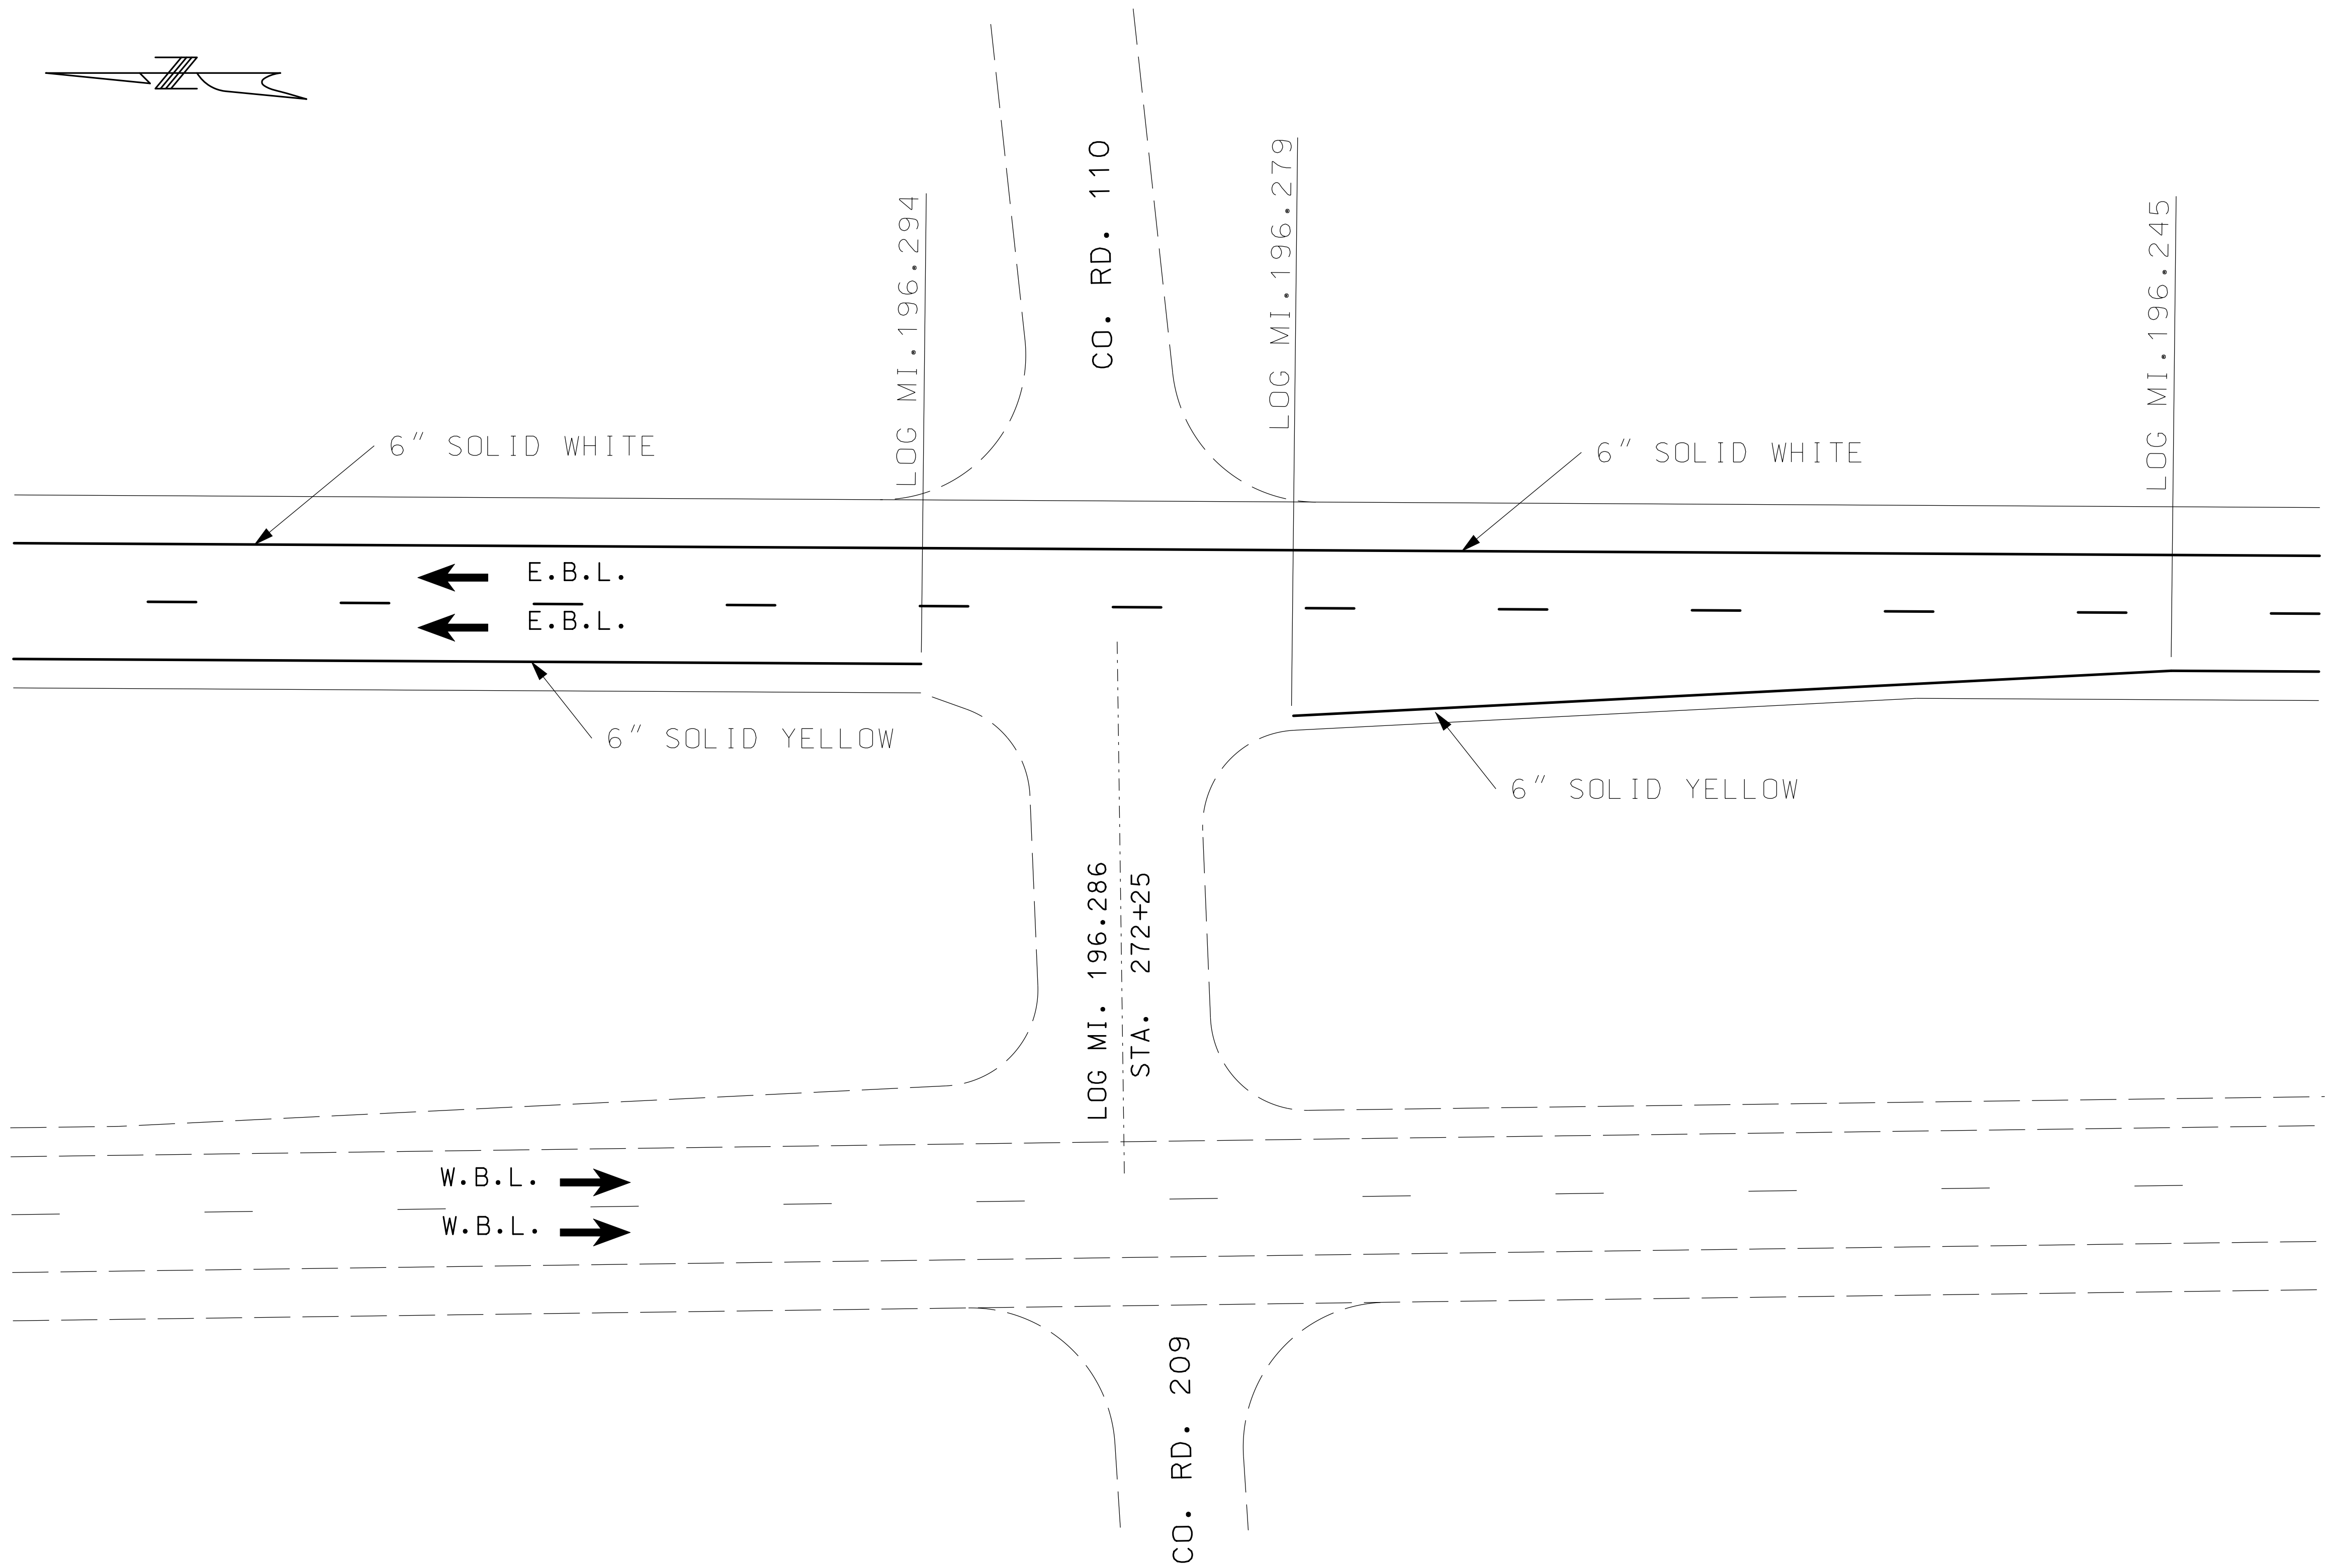 N
CO. RD. 110
LOG MI.196.294
LOG MI.196.279
LOG MI.196.245
6" SOLID WHITE
6" SOLID WHITE
E.B.L.
E.B.L.
6" SOLID YELLOW
6" SOLID YELLOW
LOG MI. 196.286
STA. 272+25
W.B.L.
W.B.L.
CO. RD. 209